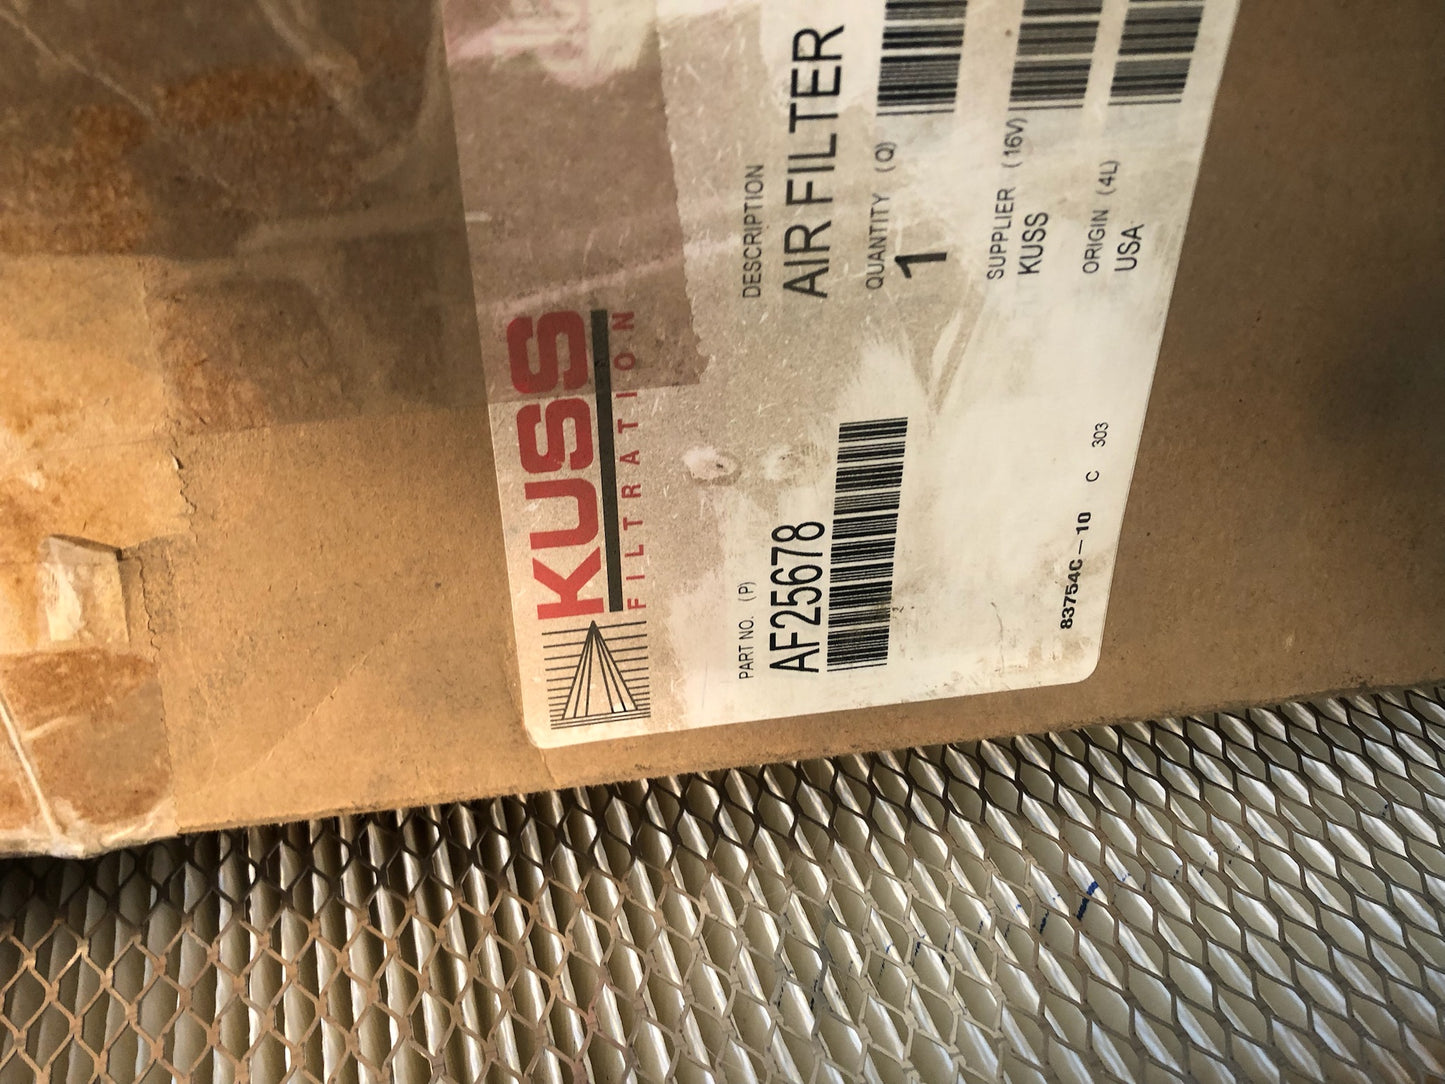 KUSS
FILTRATION
PART NO. (P)
AF25678
DESCRIPTION
AIR FILTER
QUANTITY (Q)
1
SUPPLIER (16V)
KUSS
ORIGIN (4L)
USA
83754C-10 C 303